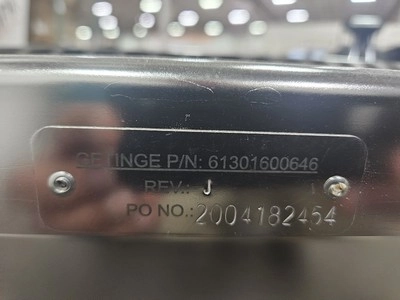 GETINGE P/N: 61301600646
REV.: J
PO NO.: 2004182454